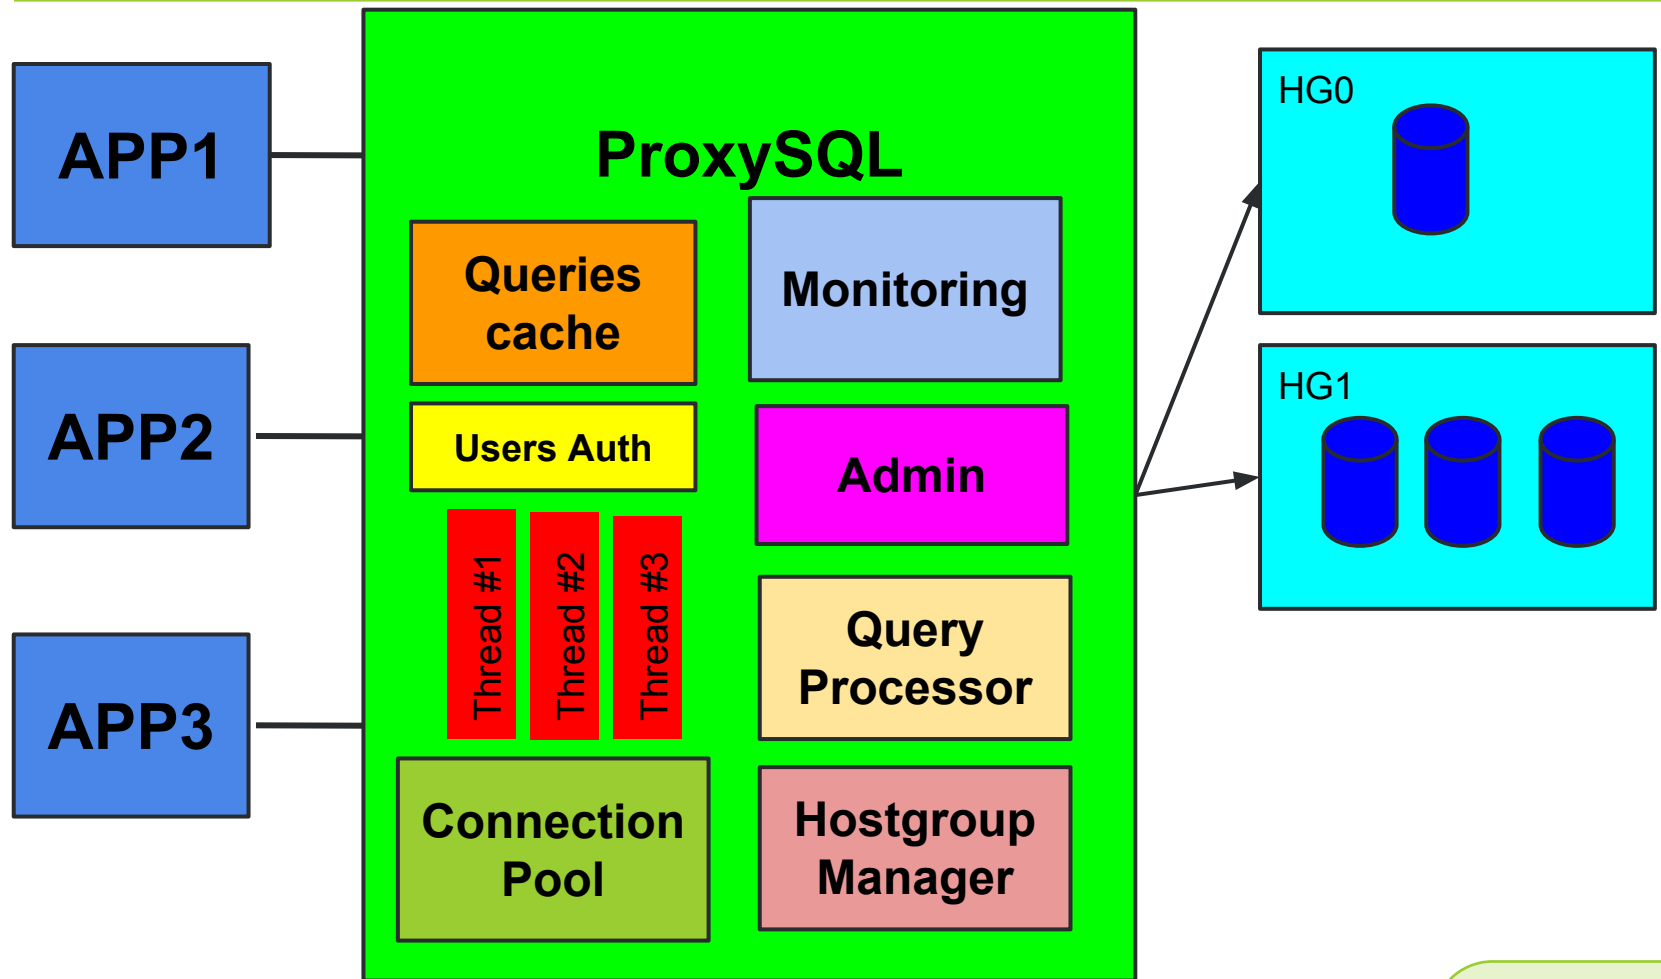 APP1
APP2
APP3
ProxySQL
Queries
cache
Users Auth
Thread #1
Thread #2
Thread #3
Connection
Pool
Monitoring
Admin
Query
Processor
Hostgroup
Manager
HG0
HG1